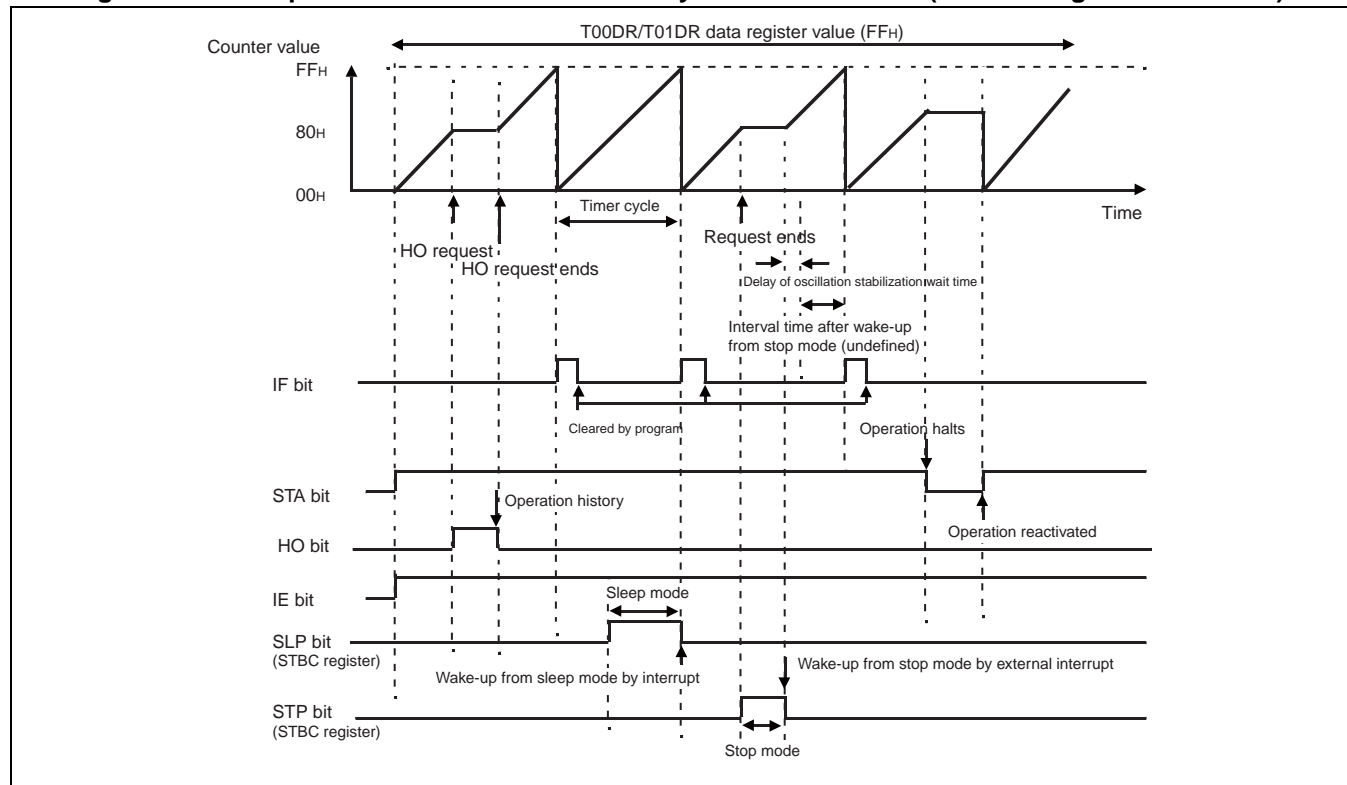 T00DR/T01DR data register value (FFH)
Counter value
FFH
80H
00H
Time
Timer cycle
HO request
HO request ends
Request ends
Delay of oscillation stabilization wait time
Interval time after wake-up
from stop mode (undefined)
IF bit
Cleared by program
Operation halts
STA bit
Operation history
Operation reactivated
HO bit
IE bit
Sleep mode
SLP bit
(STBC register)
Wake-up from sleep mode by interrupt
Wake-up from stop mode by external interrupt
STP bit
(STBC register)
Stop mode